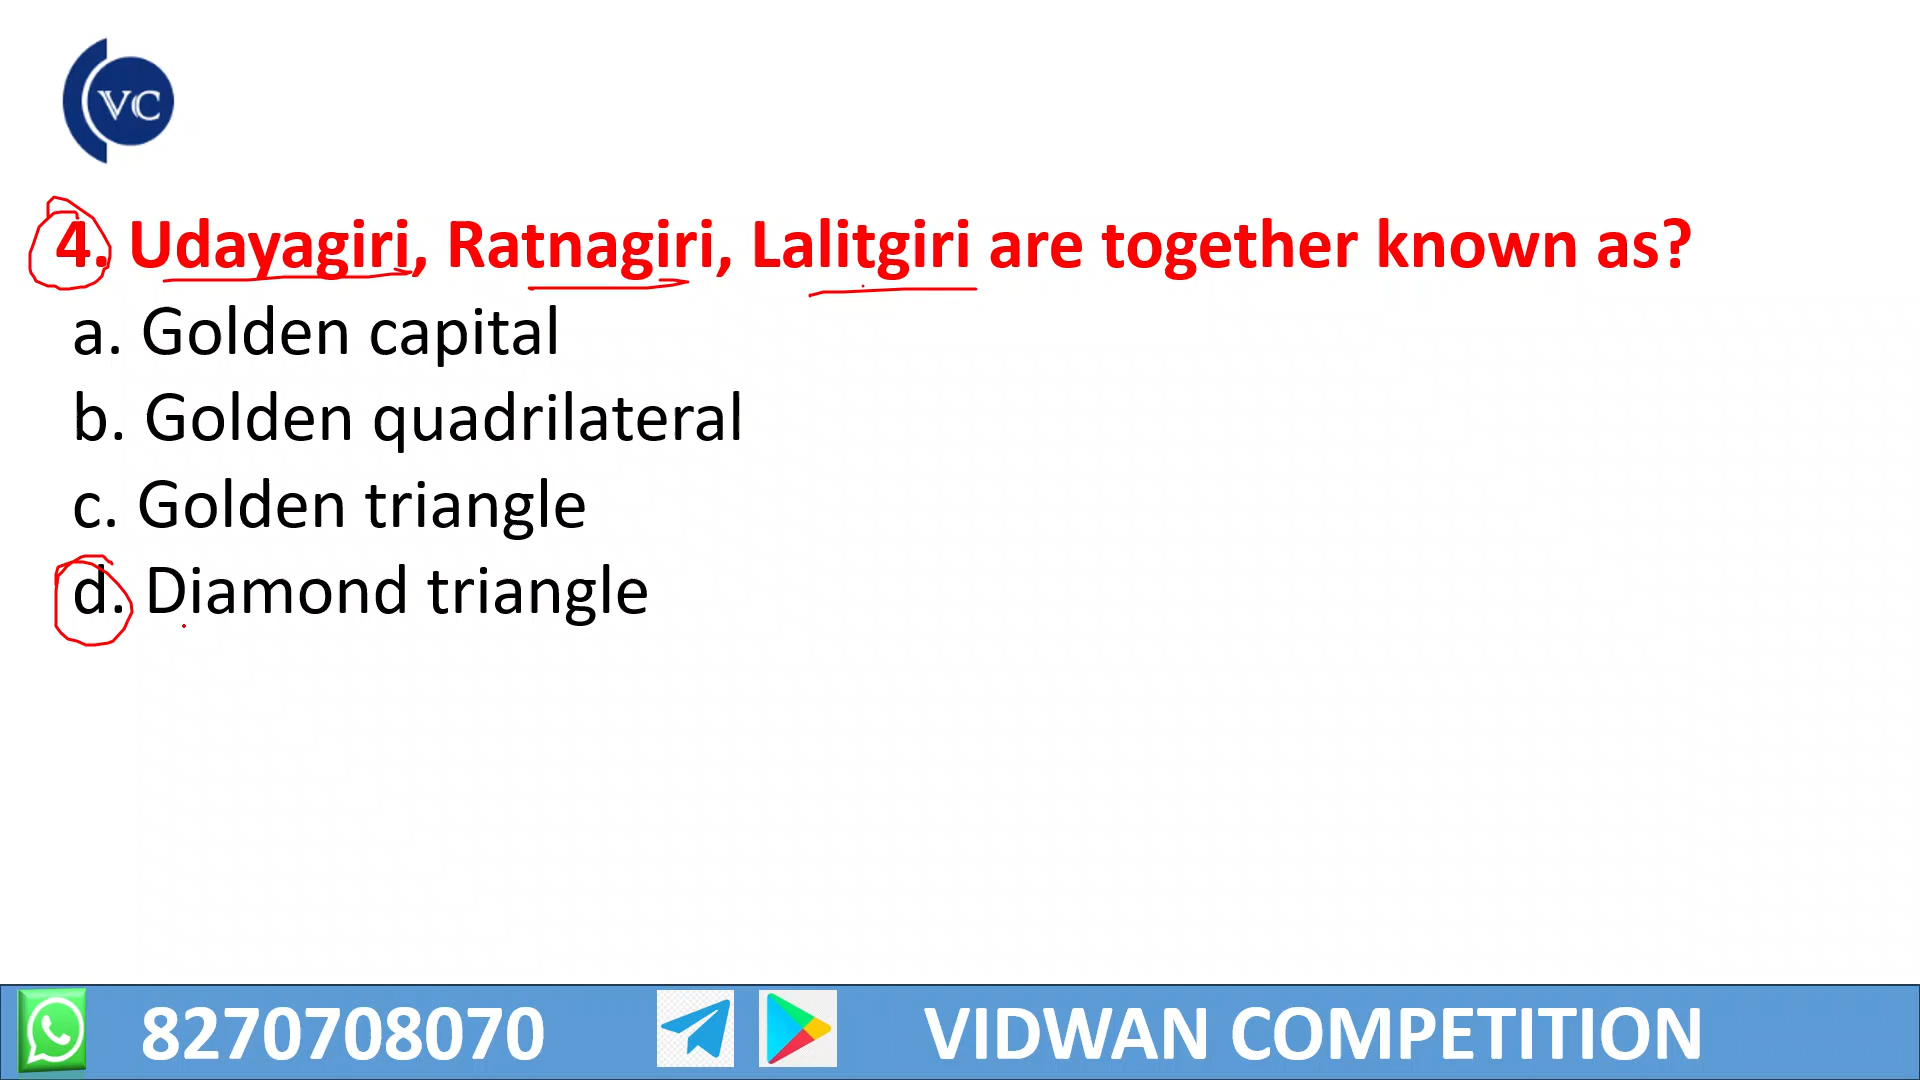 VC
4. Udayagiri, Ratnagiri, Lalitgiri are together known as?
a. Golden capital
b. Golden quadrilateral
c. Golden triangle
d. Diamond triangle
8270708070 VIDWAN COMPETITION